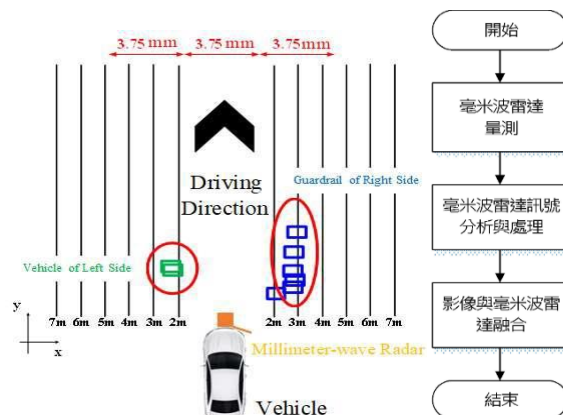 3.75 mm 3.75 mm 3.75 mm
Driving
Direction
Guardrail of Right Side
Vehicle of Left Side
y
x
7m 6m 5m 4m 3m 2m
2m 3m 4m 5m 6m 7m
Millimeter-wave Radar
Vehicle
開始
毫米波雷達
量測
毫米波雷達訊號
分析與處理
影像與毫米波雷
達融合
結束